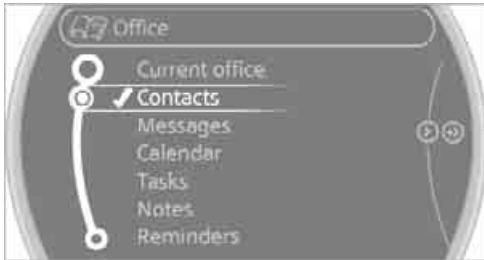 Office
Current office
Contacts
Messages
Calendar
Tasks
Notes
Reminders